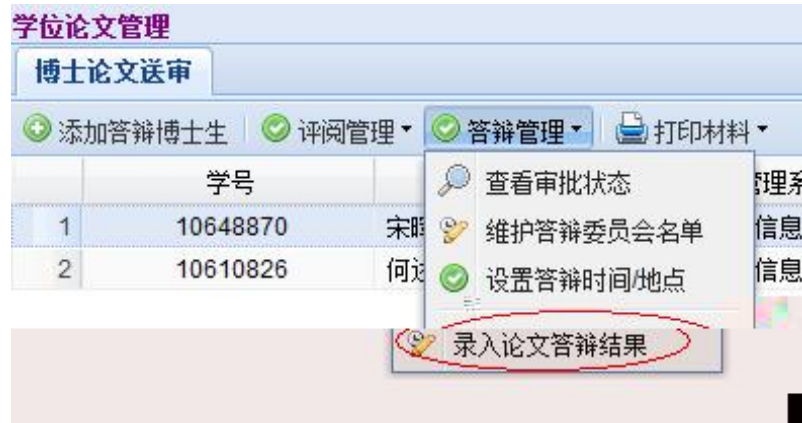 学位论文管理
博士论文送审
添加答辩博士生 评阅管理 答辩管理 打印材料
学号 理系
1 10648870 宋 信息
2 10610826 何 信息
查看审批状态
维护答辩委员会名单
设置答辩时间/地点
录入论文答辩结果